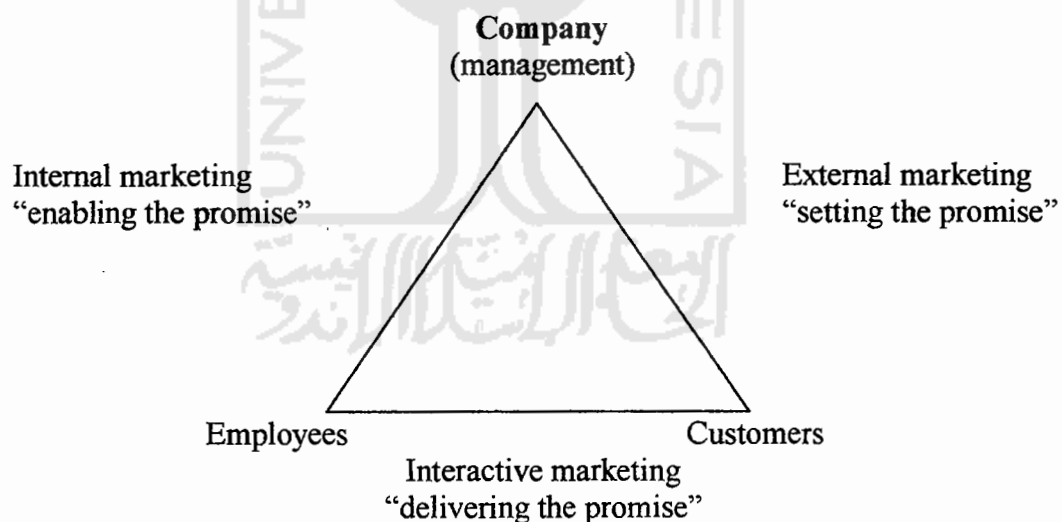 Company
(management)
Internal marketing
“enabling the promise”
External marketing
“setting the promise”
Employees
Customers
Interactive marketing
“delivering the promise”